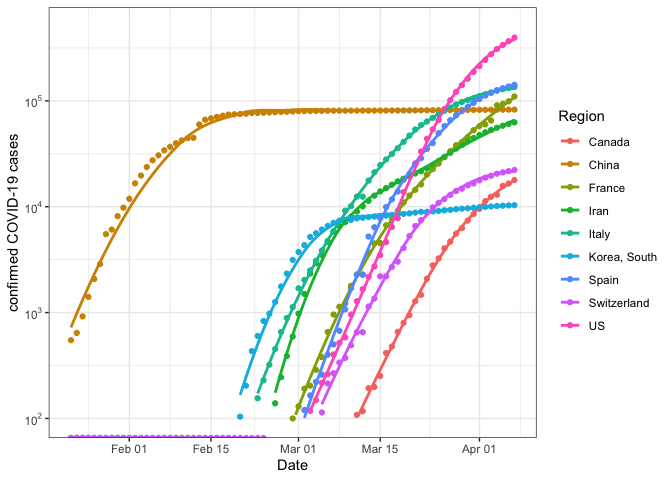 confirmed COVID-19 cases
10^5
10^4
10^3
10^2
Feb 01
Feb 15
Mar 01
Mar 15
Apr 01
Date
Region
Canada
China
France
Iran
Italy
Korea, South
Spain
Switzerland
US